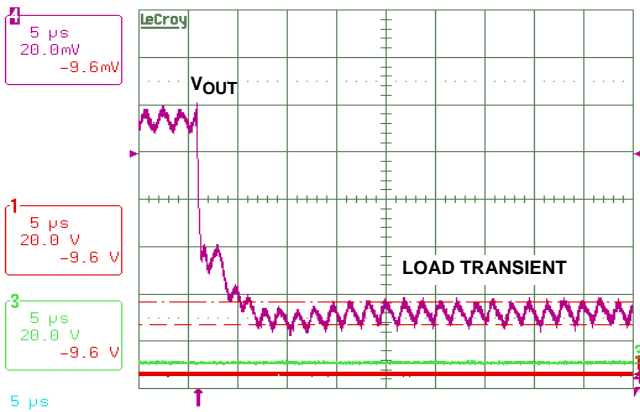 4
5 µs
20.0mV
-9.6mV
LeCroy
VOUT
1
5 µs
20.0 V
-9.6 V
LOAD TRANSIENT
3
5 µs
20.0 V
-9.6 V
5 µs